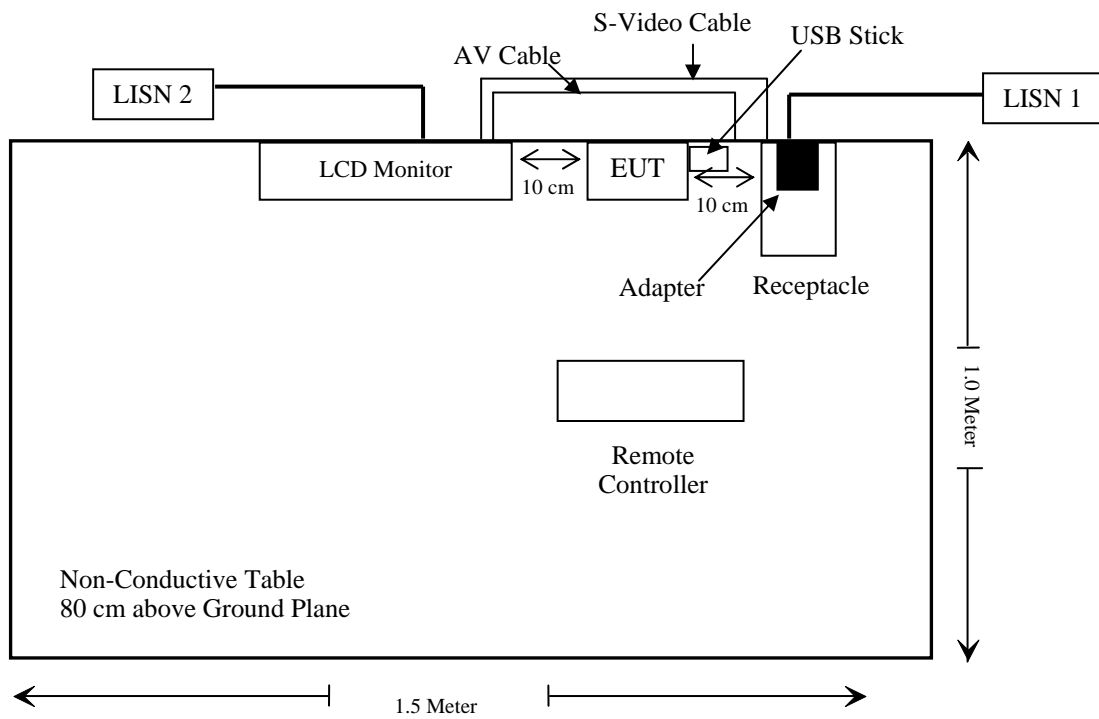 S-Video Cable
USB Stick
AV Cable
LISN 2
LISN 1
LCD Monitor
EUT
10 cm
10 cm
Adapter
Receptacle
1.0 Meter
Remote
Controller
Non-Conductive Table
80 cm above Ground Plane
1.5 Meter